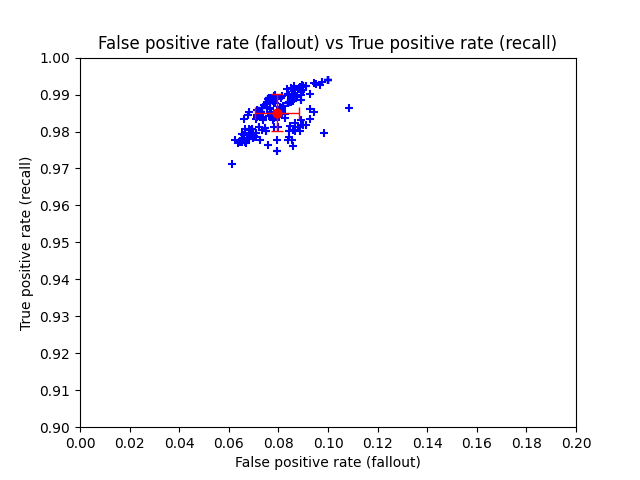 False positive rate (fallout) vs True positive rate (recall)
1.00
0.99
0.98
0.97
0.96
0.95
0.94
0.93
0.92
0.91
0.90
True positive rate (recall)
0.00 0.02 0.04 0.06 0.08 0.10 0.12 0.14 0.16 0.18 0.20
False positive rate (fallout)